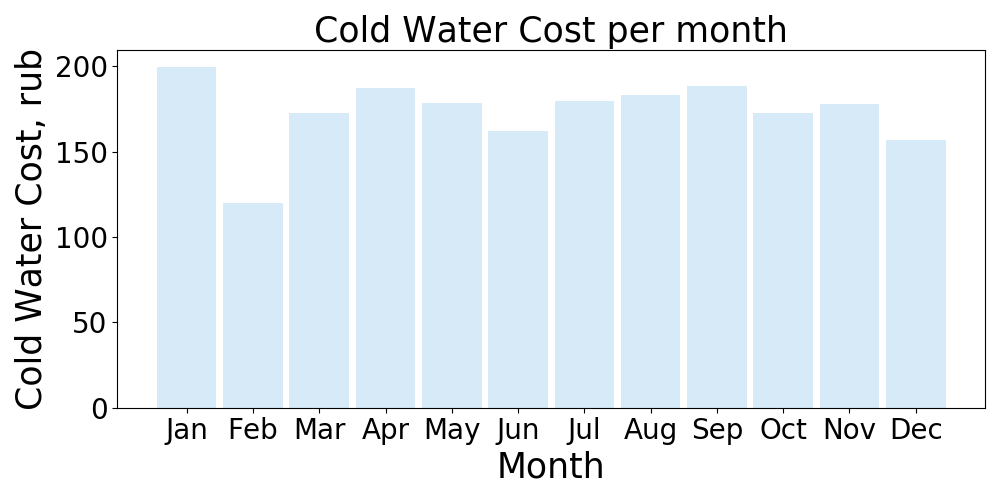 Cold Water Cost per month
Cold Water Cost, rub
200
150
100
50
0
Jan Feb Mar Apr May Jun Jul Aug Sep Oct Nov Dec
Month